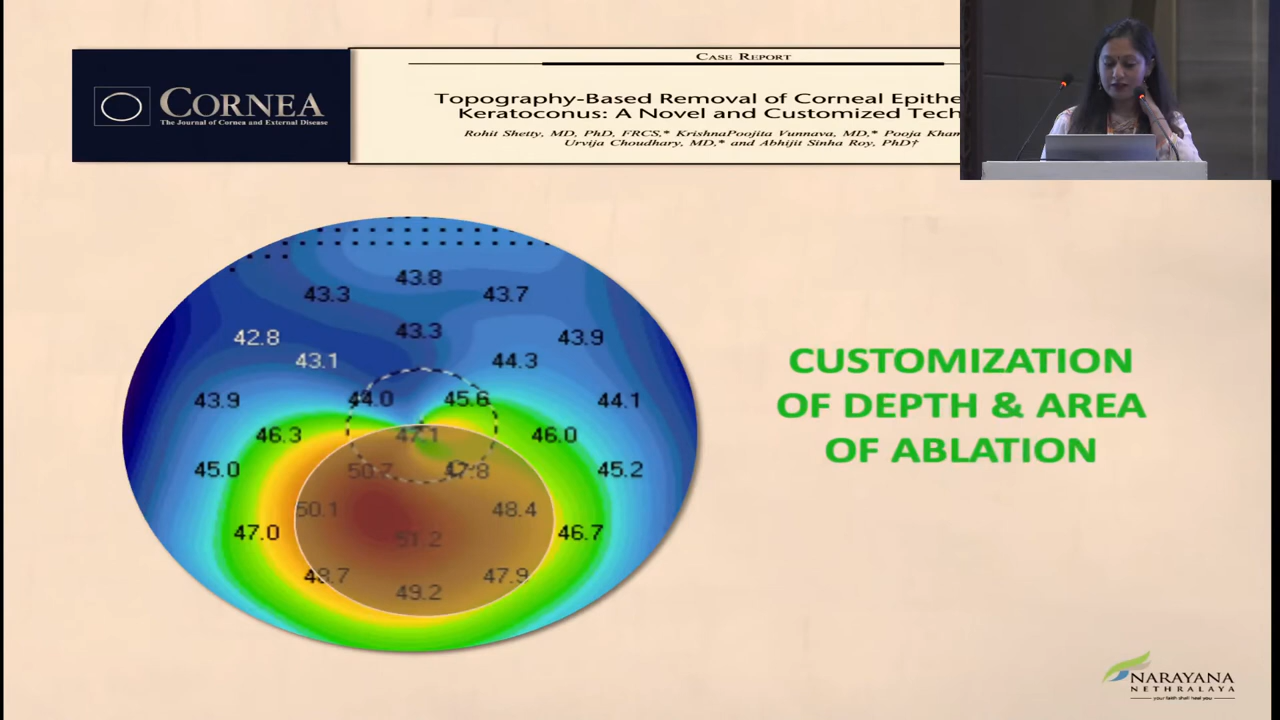 CORNEA
The Journal of Cornea and External Disease
CASE REPORT
Topography-Based Removal of Corneal
Keratoconus: A Novel and Customized
Rohit Shetty, MD, PhD, FRCS,* KrishnaPoojita Vunnava, MD,* Pooja
Urvija Choudhary, MD,* and Abhijit Sinha Roy, PhD†
43.8
43.3 43.7
42.8 43.3 43.9
43.1 44.3
43.9 44.0 45.6 44.1
46.3 47.1 46.0
45.0 50.7 47.8 45.2
50.1 48.4
47.0 51.2 46.7
48.7 47.9
49.2
CUSTOMIZATION
OF DEPTH & AREA
OF ABLATION
NARAYANA
NETHRALAYA
your faith shall heal you